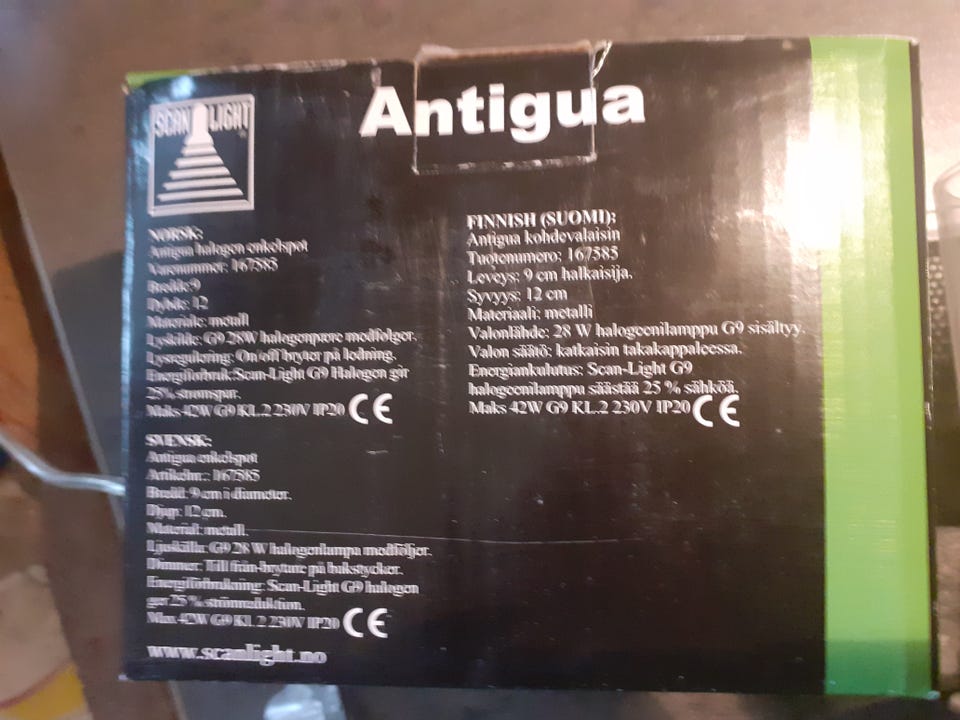 SCAN LIGHT
Antigua
NORSK:
Antigua halogen enkelspot
Varenummer: 167585
Bredde:9
Dybde: 12
Materiale: metall
Lyskilde: G9 28W halogenpære medfølger.
Lysregulering: On/off bryter på ledning.
Energiforbruk:Scan-Light G9 Halogen gir
25% strømspar.
Maks 42W G9 KL.2 230V IP20 CE
SVENSK:
Antigua enkelspot
Artikelnr.: 167585
Bredd: 9 cm i diameter.
Djup: 12 cm.
Material: metall.
Ljuskälla: G9 28 W halogenlampa medföljer.
Dimmer: Till/från-brytare på bakstycket.
Energiförbrukning: Scan-Light G9 halogen
ger 25 % strömreduktion.
Max 42W G9 KL.2 230V IP20 CE
www.scanlight.no
FINNISH (SUOMI):
Antigua kohdevalaisin
Tuotenumero: 167585
Leveys: 9 cm halkaisija.
Syvyys: 12 cm
Materiaali: metalli
Valonlähde: 28 W halogeenilamppu G9 sisältyy.
Valon säätö: katkaisin takakappaleessa.
Energiankulutus: Scan-Light G9
halogeenilamppu säästää 25 % sähköä.
Maks 42W G9 KL.2 230V IP20 CE